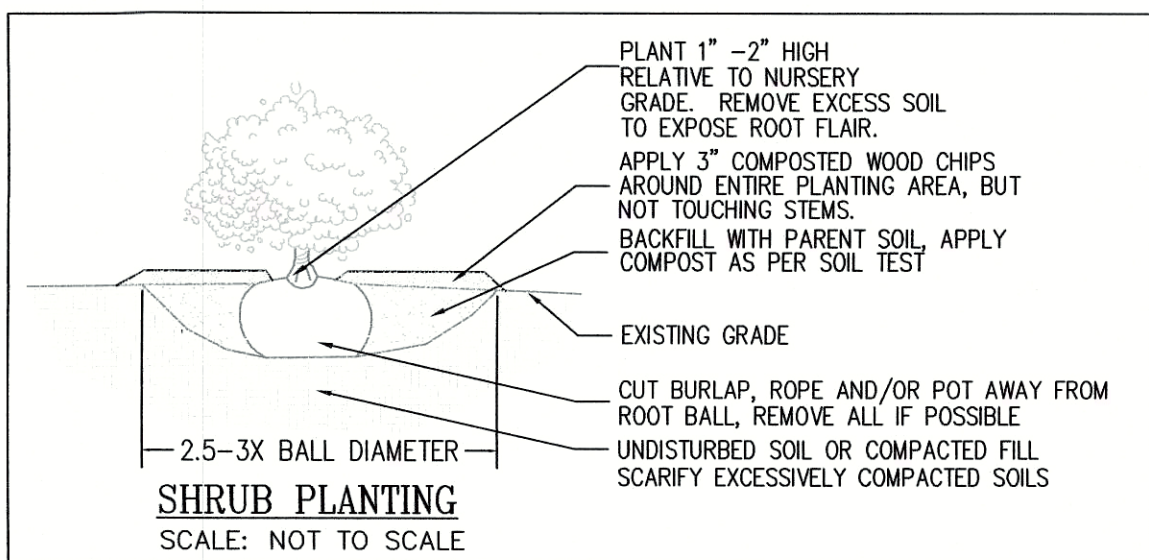 PLANT 1" -2" HIGH
RELATIVE TO NURSERY
GRADE. REMOVE EXCESS SOIL
TO EXPOSE ROOT FLAIR.
APPLY 3" COMPOSTED WOOD CHIPS
AROUND ENTIRE PLANTING AREA, BUT
NOT TOUCHING STEMS.
BACKFILL WITH PARENT SOIL, APPLY
COMPOST AS PER SOIL TEST
EXISTING GRADE
CUT BURLAP, ROPE AND/OR POT AWAY FROM
ROOT BALL, REMOVE ALL IF POSSIBLE
UNDISTURBED SOIL OR COMPACTED FILL
SCARIFY EXCESSIVELY COMPACTED SOILS
2.5-3X BALL DIAMETER
SHRUB PLANTING
SCALE: NOT TO SCALE